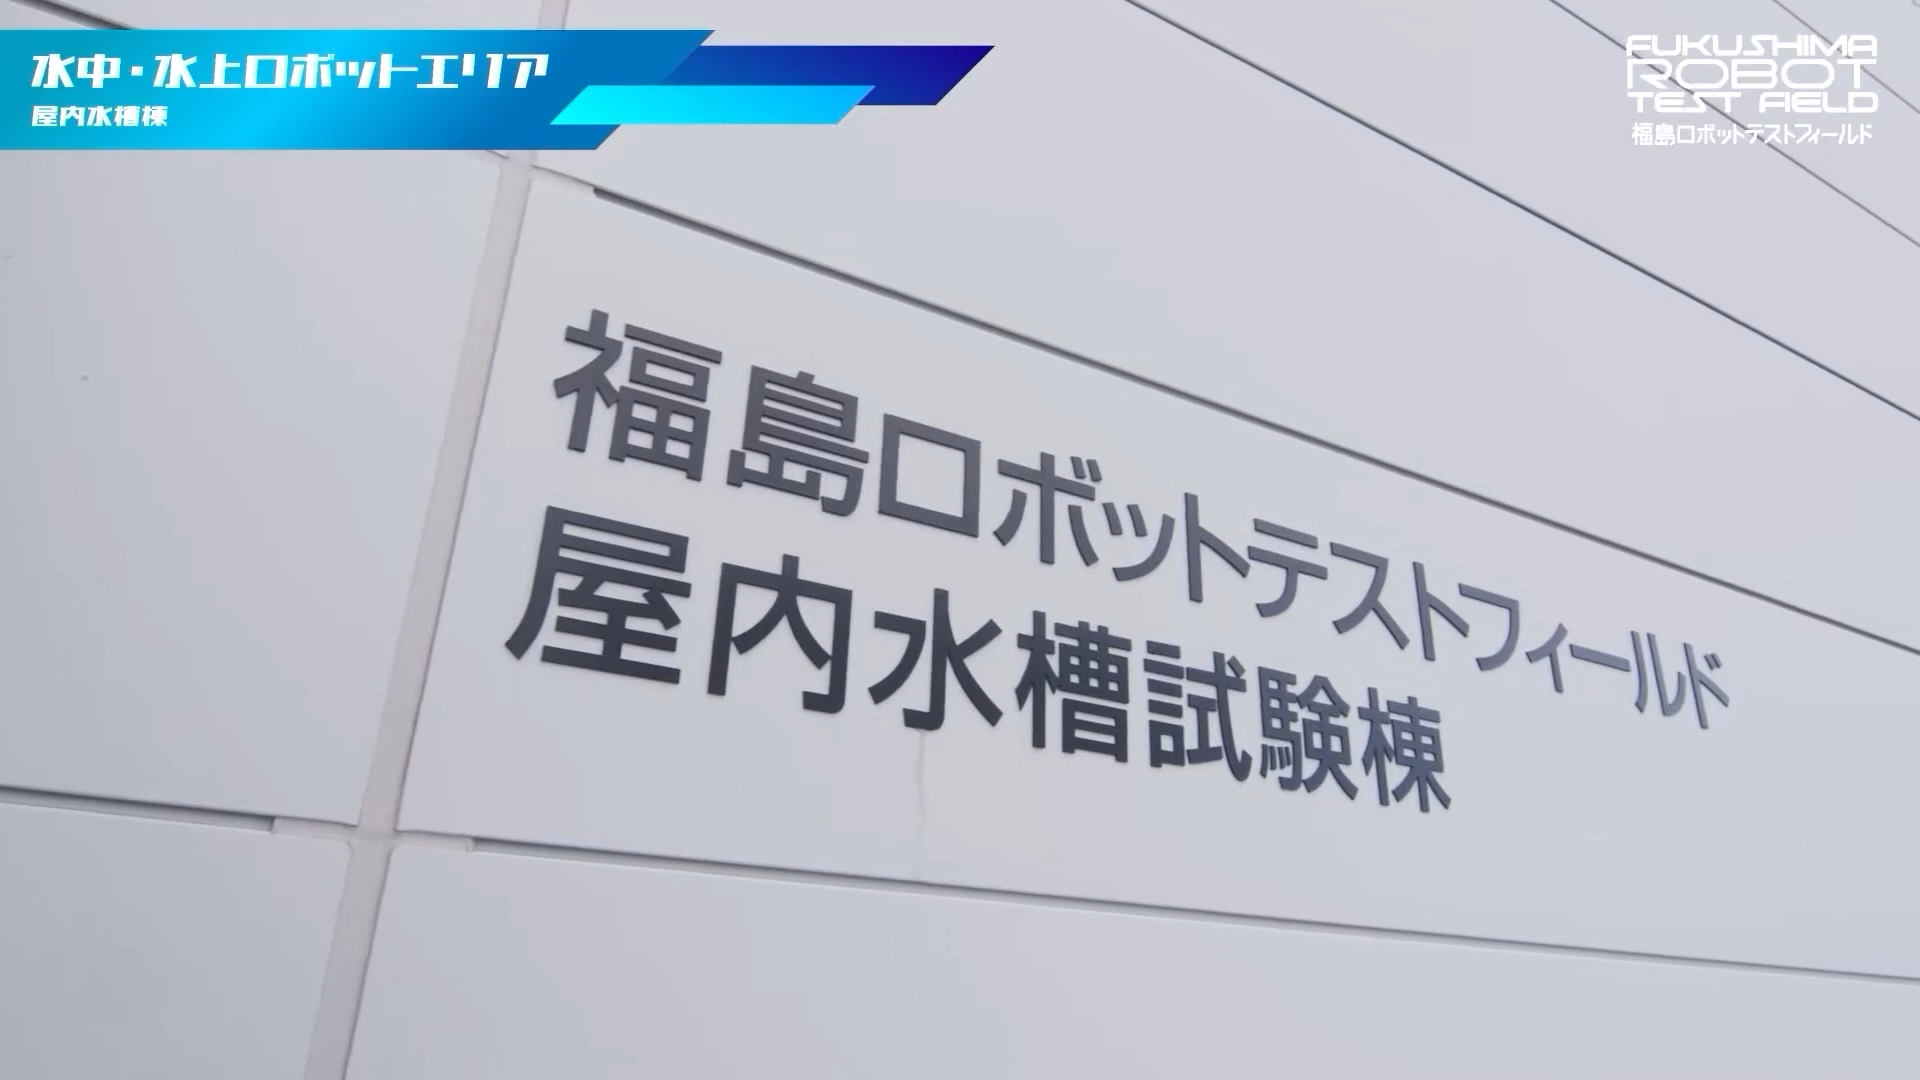 水中・水上ロボットエリア
屋内水槽棟
FUKUSHIMA
ROBOT
TEST FIELD
福島ロボットテストフィールド
福島ロボットテストフィールド
屋内水槽試験棟